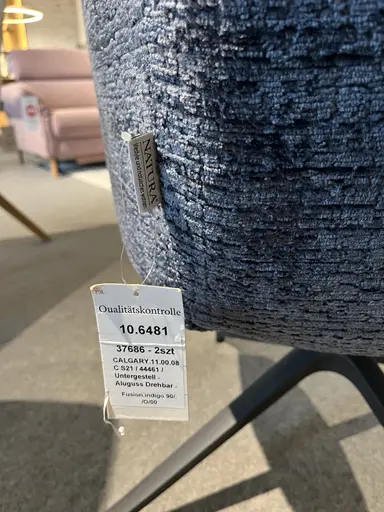 NATURA
Qualitätskontrolle
10.6481
37686 - 2szt
CALGARY.11.00.08
C S21 / 44461 /
Untergestell -
Aluguss Drehbar -
Fusion.indigo 90/
/O/00